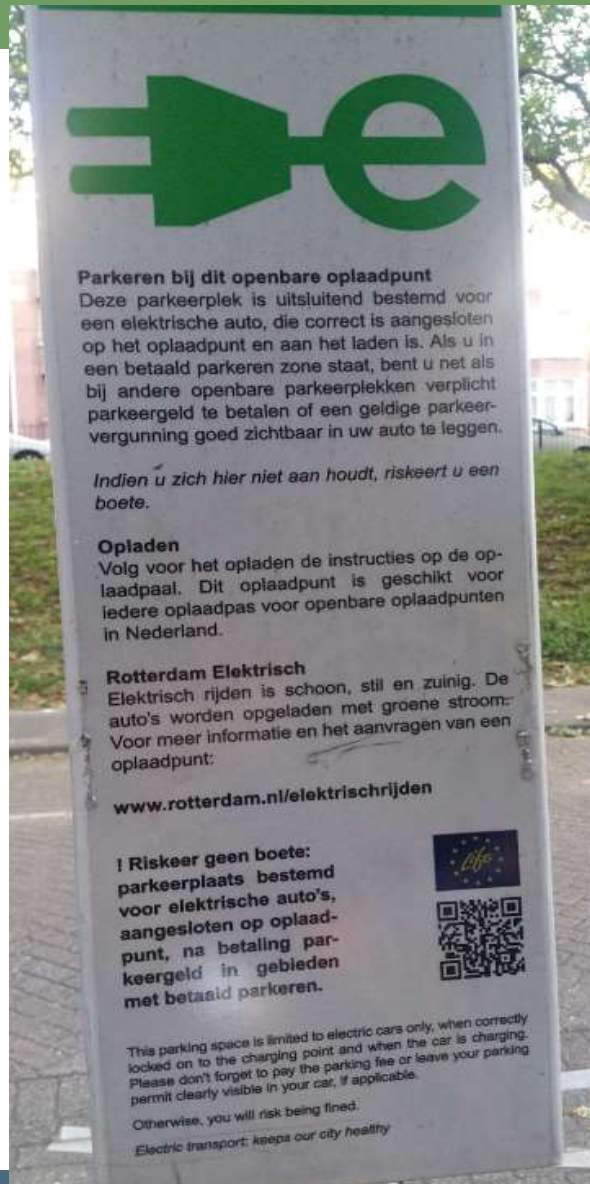 e
Parkeren bij dit openbare oplaadpunt
Deze parkeerplek is uitsluitend bestemd voor
een elektrische auto, die correct is aangesloten
op het oplaadpunt en aan het laden is. Als u in
een betaald parkeren zone staat, bent u net als
bij andere openbare parkeerplekken verplicht
parkeergeld te betalen of een geldige parkeer-
vergunning goed zichtbaar in uw auto te leggen.
Indien u zich hier niet aan houdt, riskeert u een
boete.
Opladen
Volg voor het opladen de instructies op de op-
laadpaal. Dit oplaadpunt is geschikt voor
iedere oplaadpas voor openbare oplaadpunten
in Nederland.
Rotterdam Elektrisch
Elektrisch rijden is schoon, stil en zuinig. De
auto's worden opgeladen met groene stroom.
Voor meer informatie en het aanvragen van een
oplaadpunt:
www.rotterdam.nl/elektrischrijden
! Riskeer geen boete:
parkeerplaats bestemd
voor elektrische auto's,
aangesloten op oplaad-
punt, na betaling par-
keergeld in gebieden
met betaald parkeren.
life
This parking space is limited to electric cars only, when correctly
locked on to the charging point and when the car is charging.
Please don't forget to pay the parking fee or leave your parking
permit clearly visible in your car, if applicable.
Otherwise, you will risk being fined.
Electric transport: keeps our city healthy